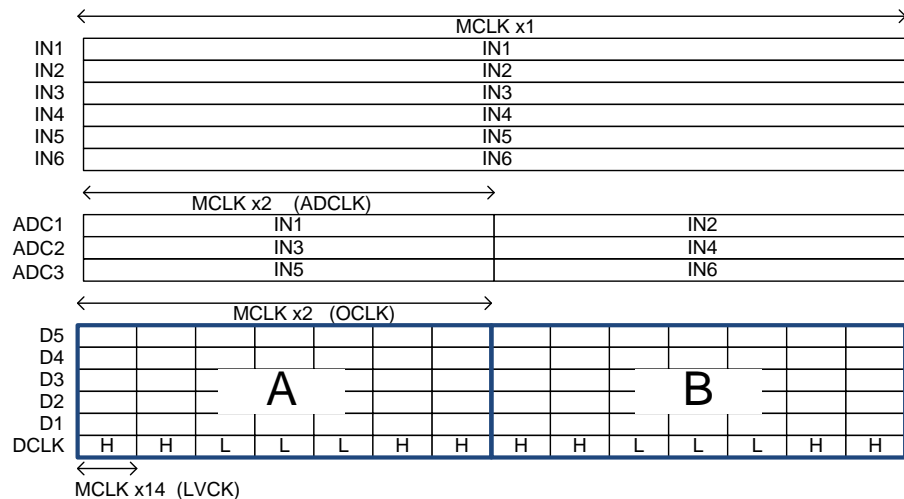 MCLK x1
IN1 IN1
IN2 IN2
IN3 IN3
IN4 IN4
IN5 IN5
IN6 IN6
MCLK x2 (ADCLK)
ADC1 IN1 IN2
ADC2 IN3 IN4
ADC3 IN5 IN6
MCLK x2 (OCLK)
D5
D4
D3
D2
D1
A B
DCLK H H L L L H H H H L L L H H
MCLK x14 (LVCK)